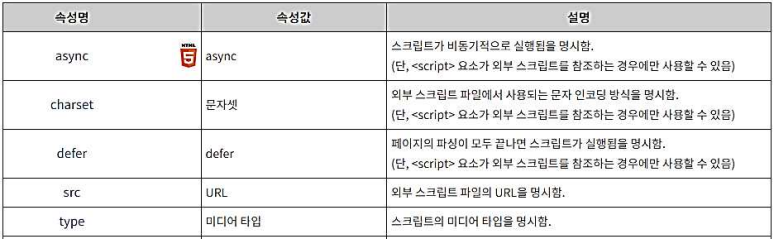 속성명 속성값 설명
async HTML 5 async 스크립트가 비동기적으로 실행됨을 명시함.
(단, <script> 요소가 외부 스크립트를 참조하는 경우에만 사용할 수 있음)
charset 문자셋 외부 스크립트 파일에서 사용되는 문자 인코딩 방식을 명시함.
(단, <script> 요소가 외부 스크립트를 참조하는 경우에만 사용할 수 있음)
defer defer 페이지의 파싱이 모두 끝나면 스크립트가 실행됨을 명시함.
(단, <script> 요소가 외부 스크립트를 참조하는 경우에만 사용할 수 있음)
src URL 외부 스크립트 파일의 URL을 명시함.
type 미디어 타입 스크립트의 미디어 타입을 명시함.